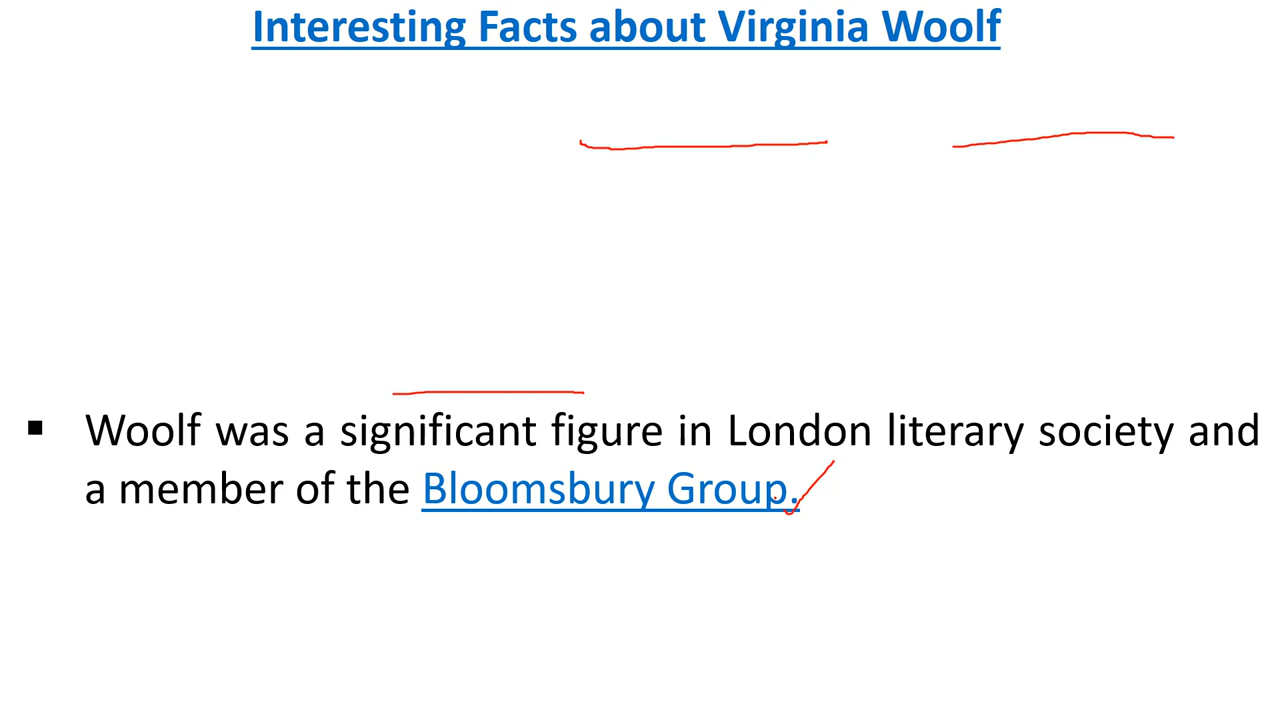 Interesting Facts about Virginia Woolf
▪ Woolf was a significant figure in London literary society and
a member of the Bloomsbury Group.